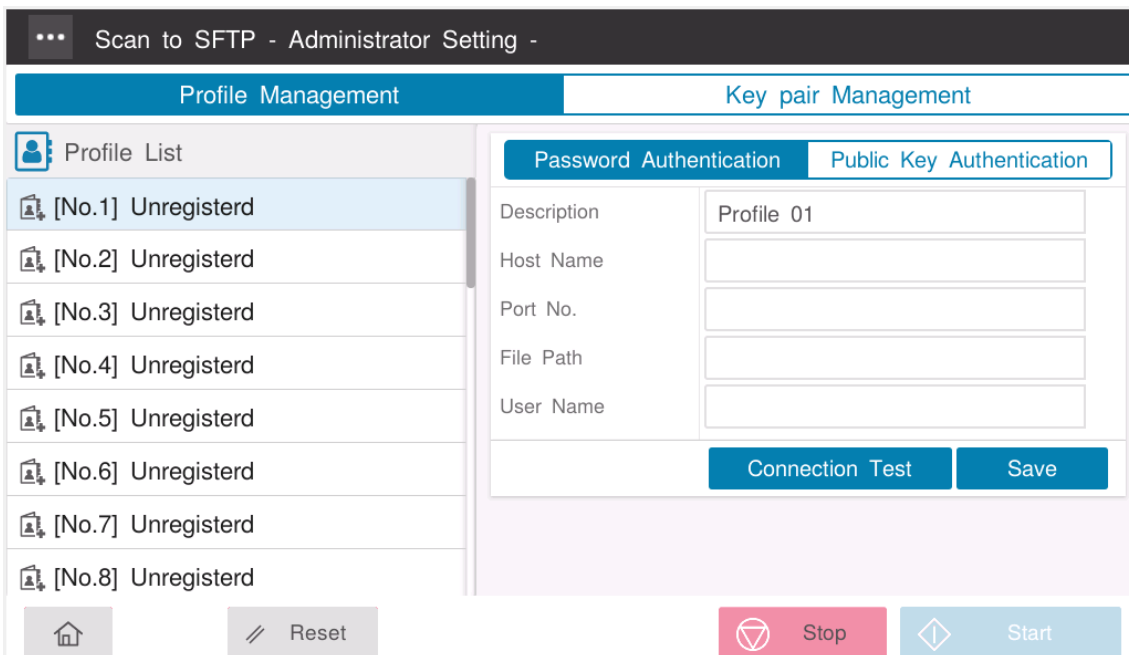 Scan to SFTP - Administrator Setting -
Profile Management
Key pair Management
Profile List
[No.1] Unregisterd
[No.2] Unregisterd
[No.3] Unregisterd
[No.4] Unregisterd
[No.5] Unregisterd
[No.6] Unregisterd
[No.7] Unregisterd
[No.8] Unregisterd
Password Authentication
Public Key Authentication
Description
Profile 01
Host Name
Port No.
File Path
User Name
Connection Test
Save
Reset
Stop
Start